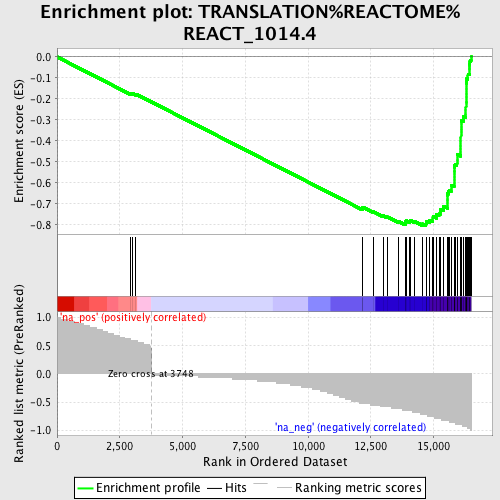 Enrichment plot: TRANSLATION%REACTOME%
REACT_1014.4
Enrichment score (ES)
0.0
-0.1
-0.2
-0.3
-0.4
-0.5
-0.6
-0.7
-0.8
Ranked list metric (PreRanked)
1.0
0.5
0.0
-0.5
-1.0
'na_pos' (positively correlated)
Zero cross at 3748
'na_neg' (negatively correlated)
0
2,500
5,000
7,500
10,000
12,500
15,000
Rank in Ordered Dataset
Enrichment profile
Hits
Ranking metric scores